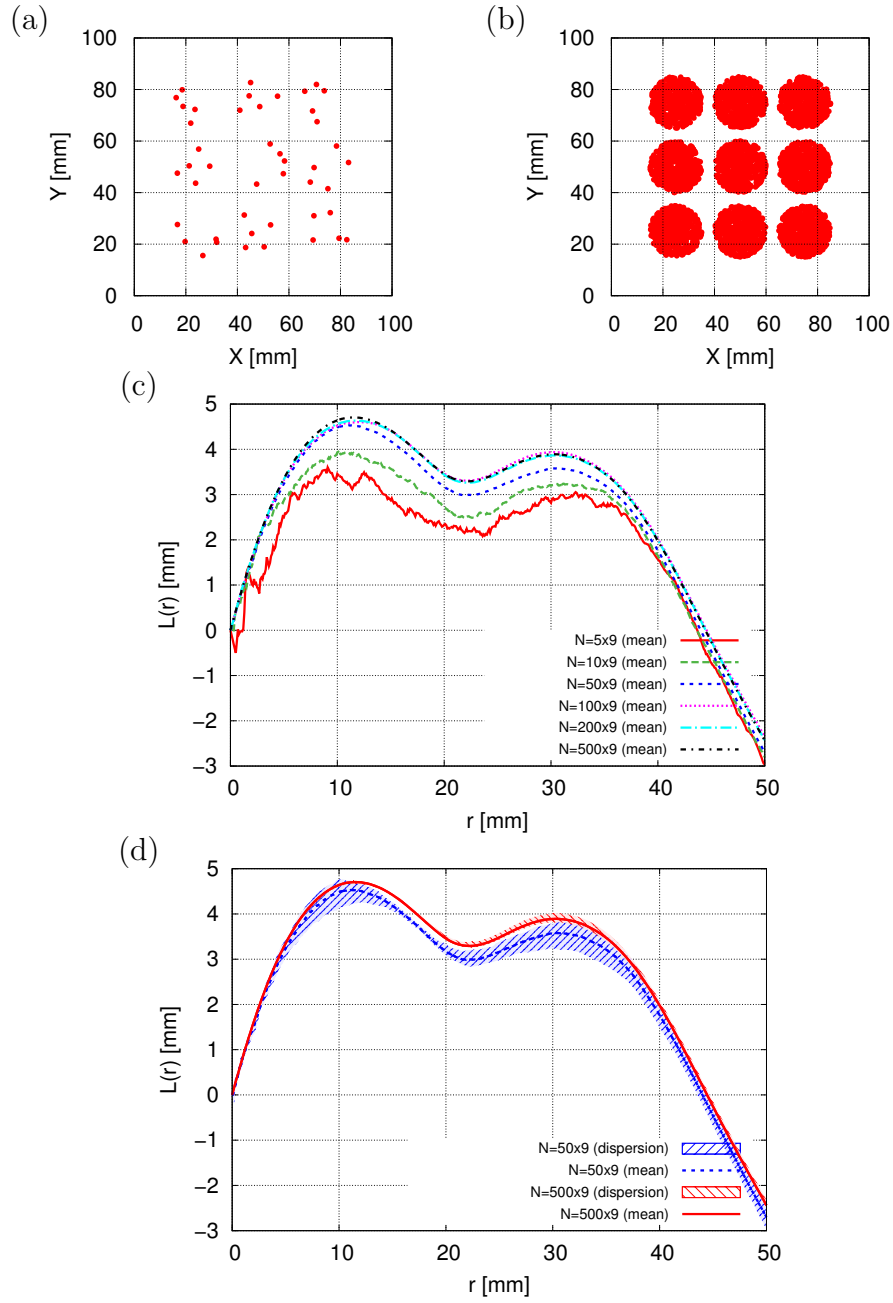 (a)
100
80
60
40
20
0
Y [mm]
0 20 40 60 80 100
X [mm]
(b)
100
80
60
40
20
0
Y [mm]
0 20 40 60 80 100
X [mm]
(c)
5
4
3
2
1
0
−1
−2
−3
L(r) [mm]
N=5x9 (mean)
N=10x9 (mean)
N=50x9 (mean)
N=100x9 (mean)
N=200x9 (mean)
N=500x9 (mean)
0 10 20 30 40 50
r [mm]
(d)
5
4
3
2
1
0
−1
−2
−3
L(r) [mm]
N=50x9 (dispersion)
N=50x9 (mean)
N=500x9 (dispersion)
N=500x9 (mean)
0 10 20 30 40 50
r [mm]